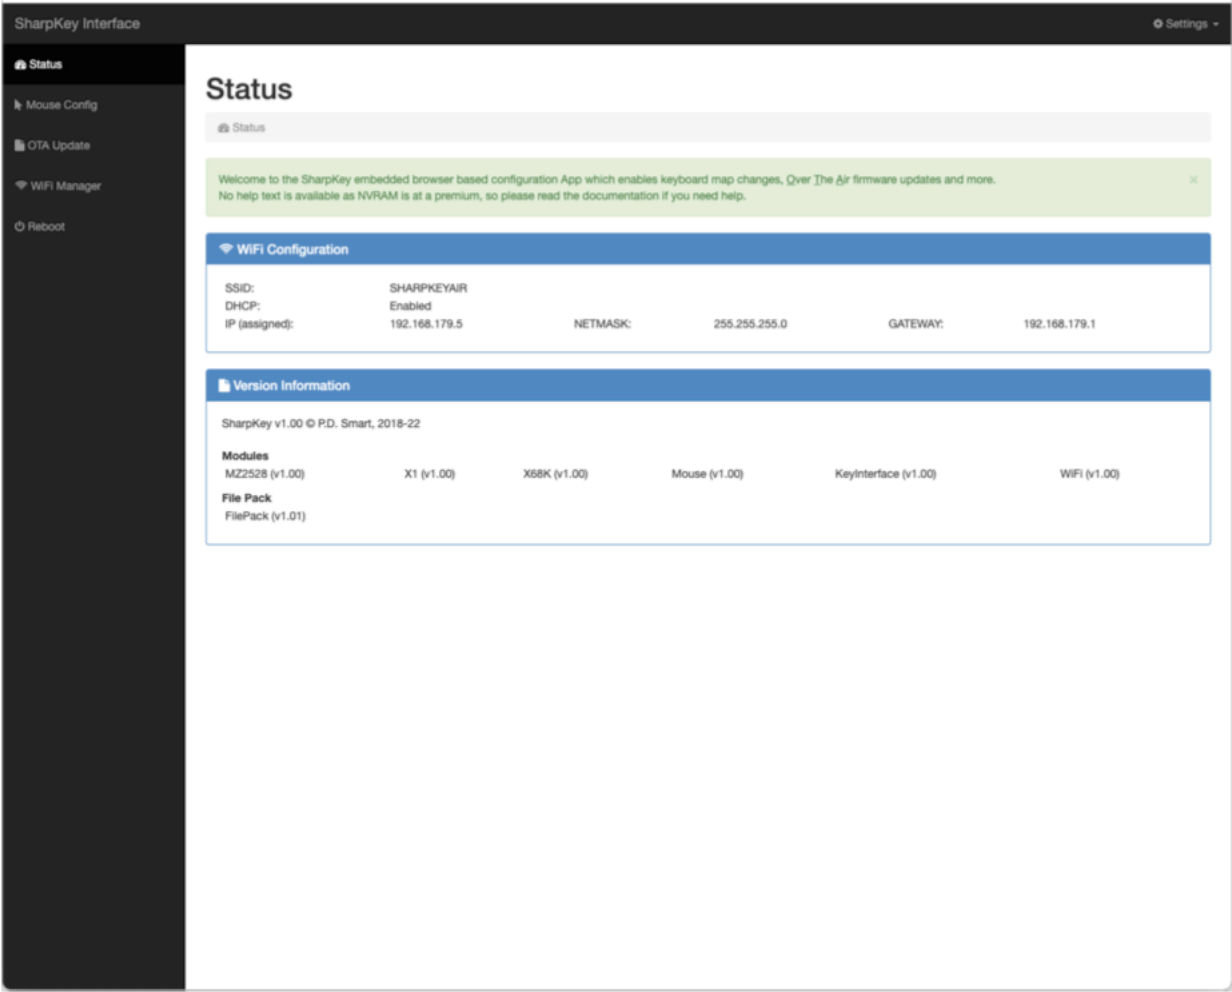 SharpKey Interface
Settings
Status
Mouse Config
OTA Update
WiFi Manager
Reboot
Status
Status
Welcome to the SharpKey embedded browser based configuration App which enables keyboard map changes, Over The Air firmware updates and more.
No help text is available as NVRAM is at a premium, so please read the documentation if you need help.
×
WiFi Configuration
SSID: SHARPKEYAIR
DHCP: Enabled
IP (assigned): 192.168.179.5 NETMASK: 255.255.255.0 GATEWAY: 192.168.179.1
Version Information
SharpKey v1.00 © P.D. Smart, 2018-22
Modules
MZ2528 (v1.00) X1 (v1.00) X68K (v1.00) Mouse (v1.00) KeyInterface (v1.00) WiFi (v1.00)
File Pack
FilePack (v1.01)